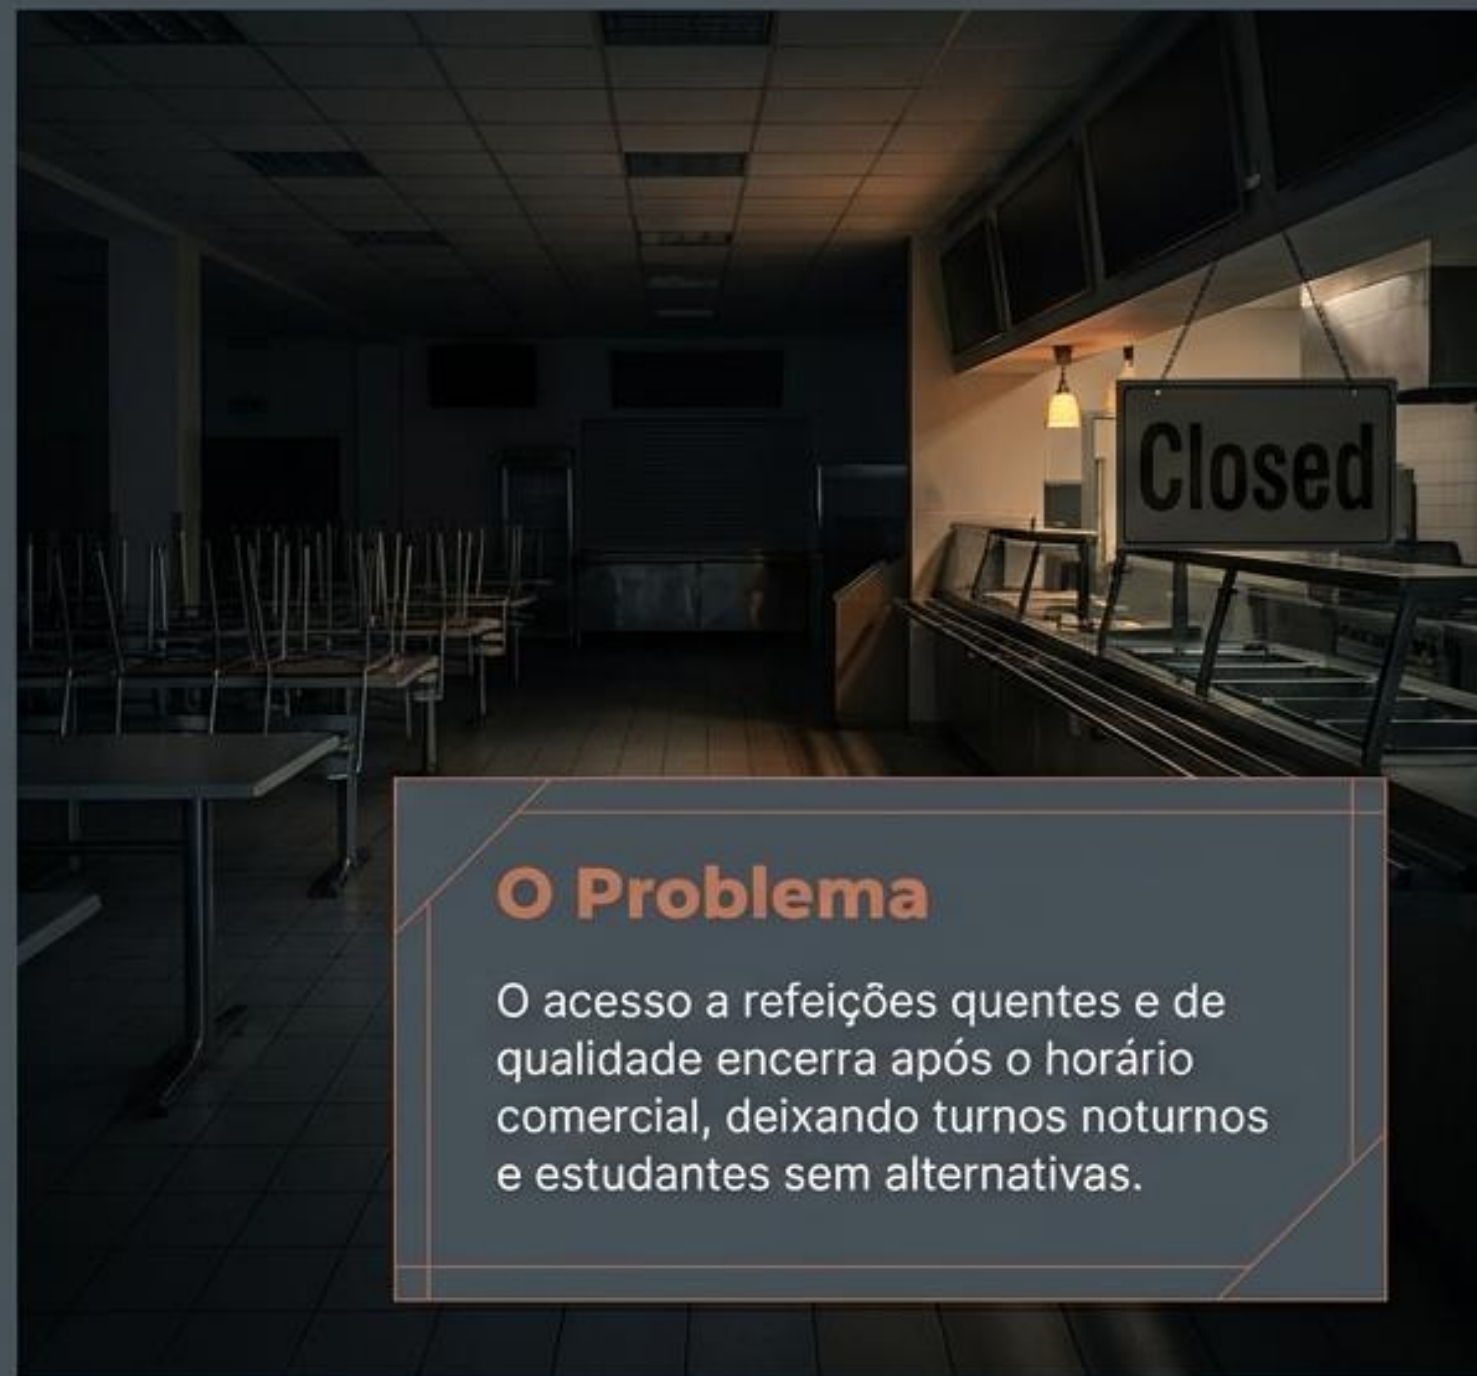 Closed
O Problema
O acesso a refeições quentes e de
qualidade encerra após o horário
comercial, deixando turnos noturnos
e estudantes sem alternativas.